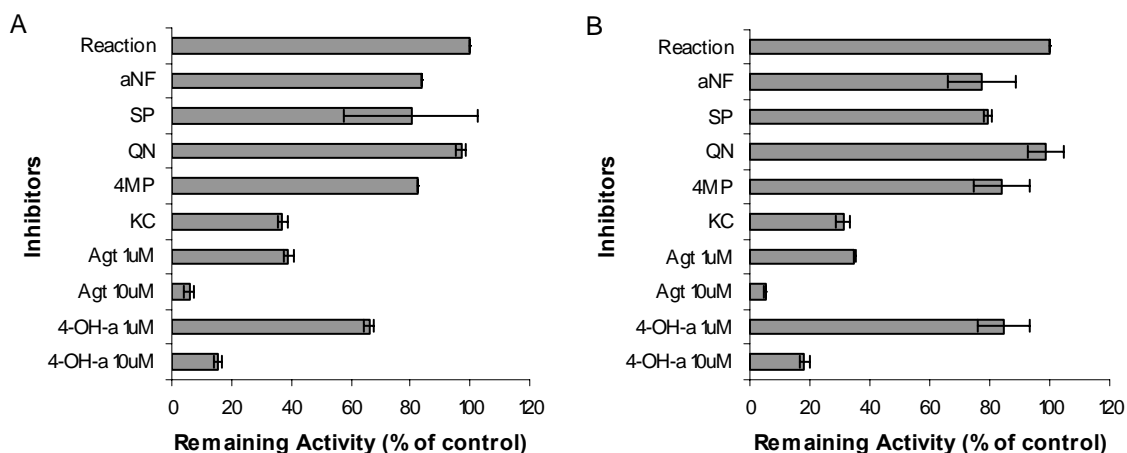 A
Inhibitors
Reaction
aNF
SP
QN
4MP
KC
Agt 1uM
Agt 10uM
4-OH-a 1uM
4-OH-a 10uM
0 20 40 60 80 100 120
Remaining Activity (% of control)
B
Inhibitors
Reaction
aNF
SP
QN
4MP
KC
Agt 1uM
Agt 10uM
4-OH-a 1uM
4-OH-a 10uM
0 20 40 60 80 100 120
Remaining Activity (% of control)